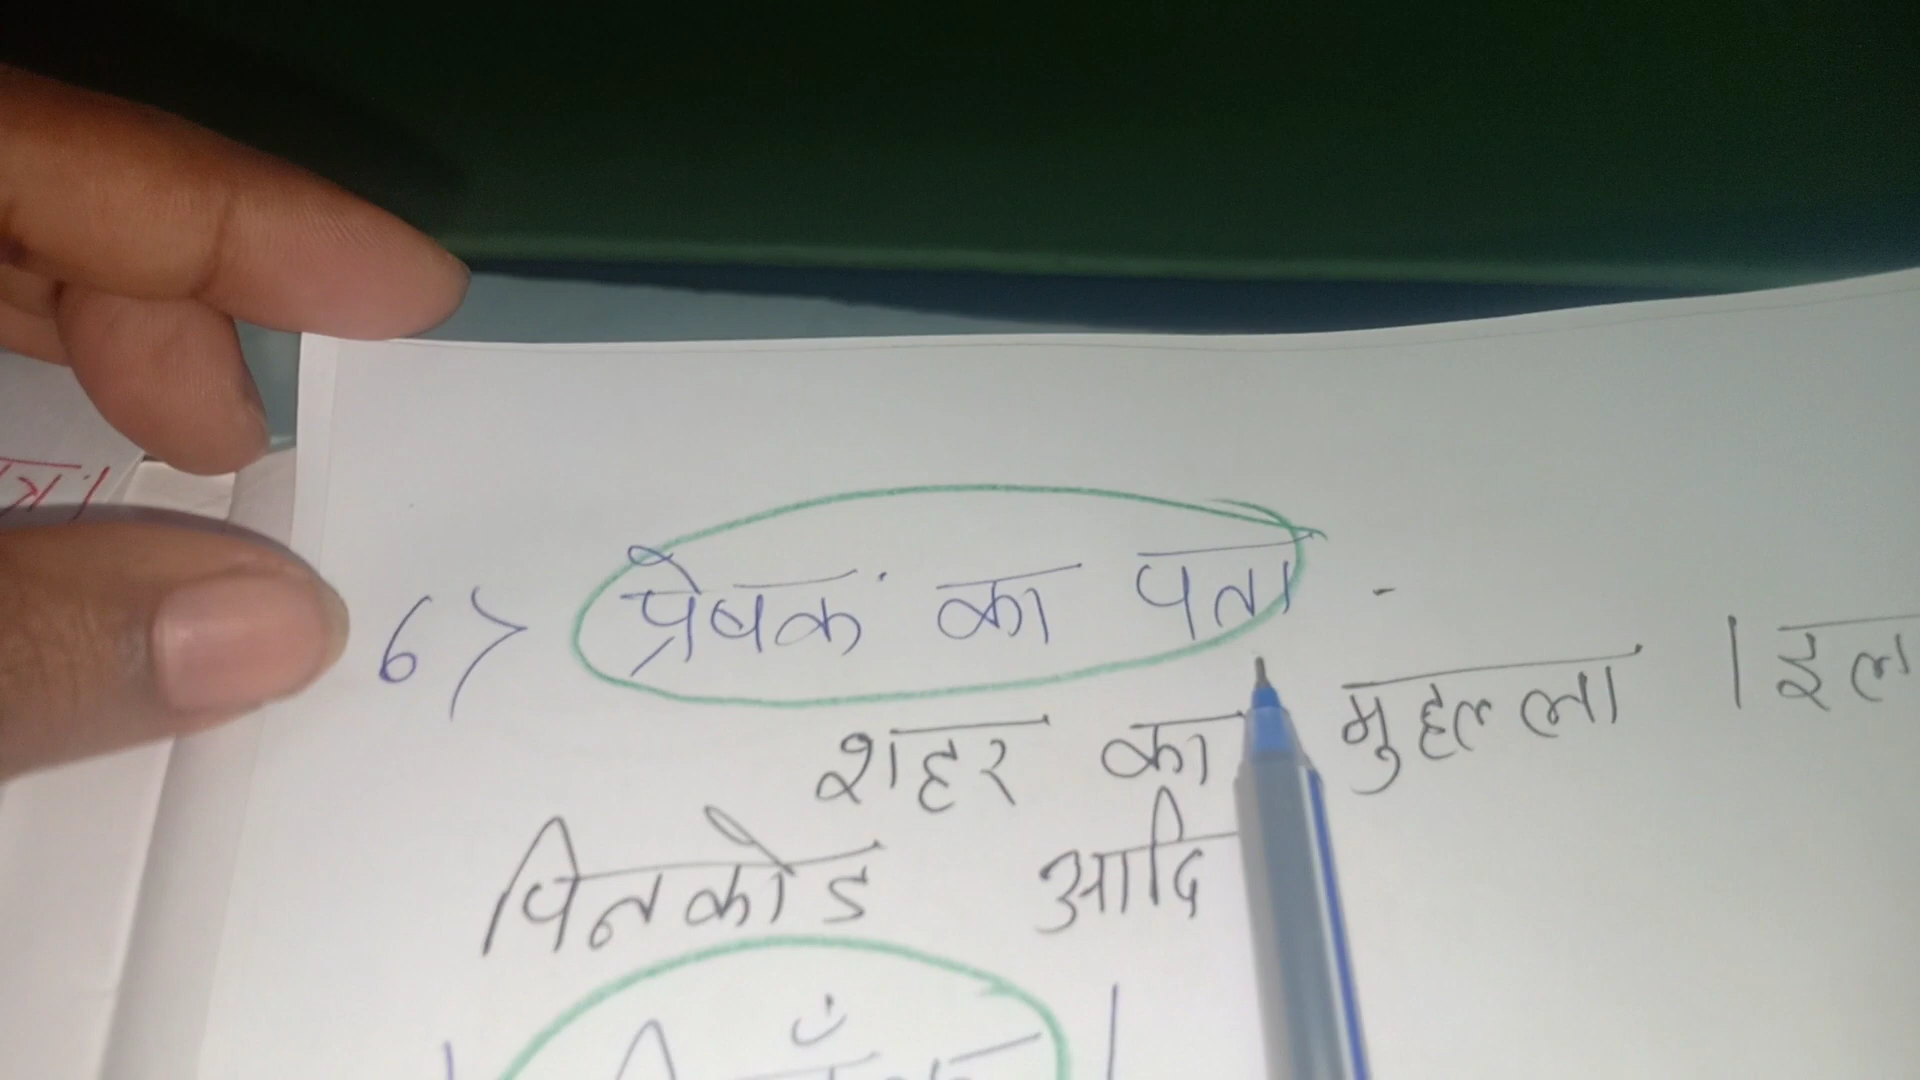 6> प्रेषक का पता -
शहर का मुहल्ला |
पिनकोड आदि